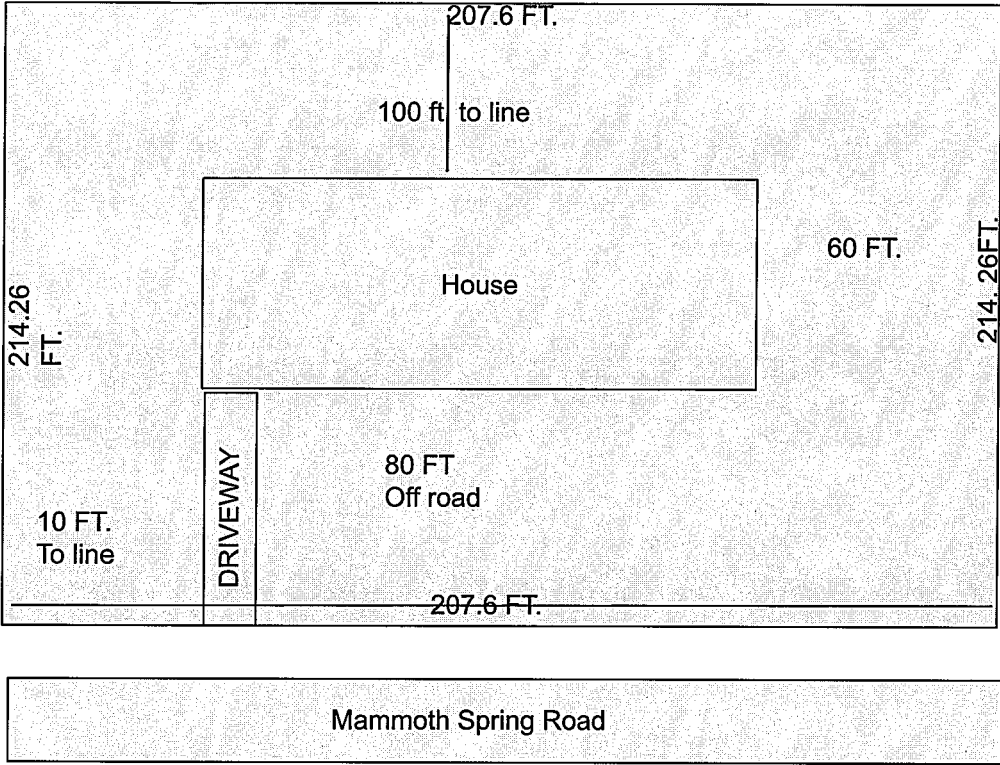 207.6 FT.
100 ft to line
60 FT.
House
214.26
FT.
214. 26FT.
80 FT
Off road
DRIVEWAY
10 FT.
To line
207.6 FT.
Mammoth Spring Road